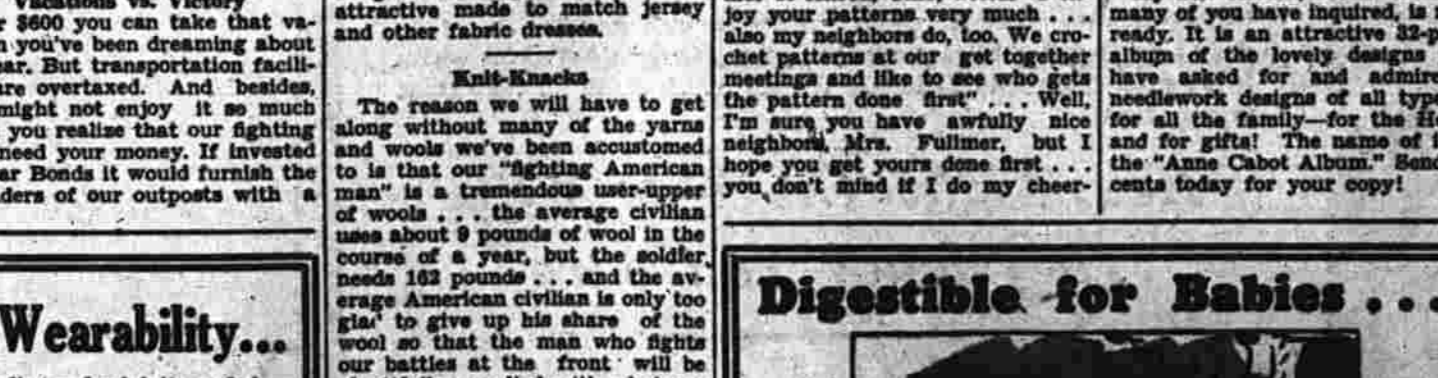 Vacations vs. Victory
$600 you can take that va-
you've been dreaming about
ar. But transportation facili-
are overtaxed. And besides,
might not enjoy it so much
you realize that our fighting
need your money. If invested
ar Bonds it would furnish the
ders of our outposts with a
Wearability...
attractive made to match jersey
and other fabric dresses.
Knit-Knacks
The reason we will have to get
along without many of the yarns
and wools we've been accustomed
to is that our "fighting American
man" is a tremendous user-upper
of wools . . . the average civilian
uses about 9 pounds of wool in the
course of a year, but the soldier
needs 162 pounds . . . and the av-
erage American civilian is only too
glad to give up his share of the
wool so that the man who fights
our battles at the front will be
joy your patterns very much . . .
also my neighbors do, too. We cro-
chet patterns at our get together
meetings and like to see who gets
the pattern done first" . . . Well,
I'm sure you have awfully nice
neighbors, Mrs. Fullmer, but I
hope you get yours done first . . .
you don't mind if I do my cheer-
many of you have inquired, is
ready. It is an attractive 32-p
album of the lovely designs
have asked for and admire
needlework designs of all type
for all the family—for the H
and for gifts! The name of
the "Anne Cabot Album." Send
cents today for your copy!
Digestible for Babies . . .